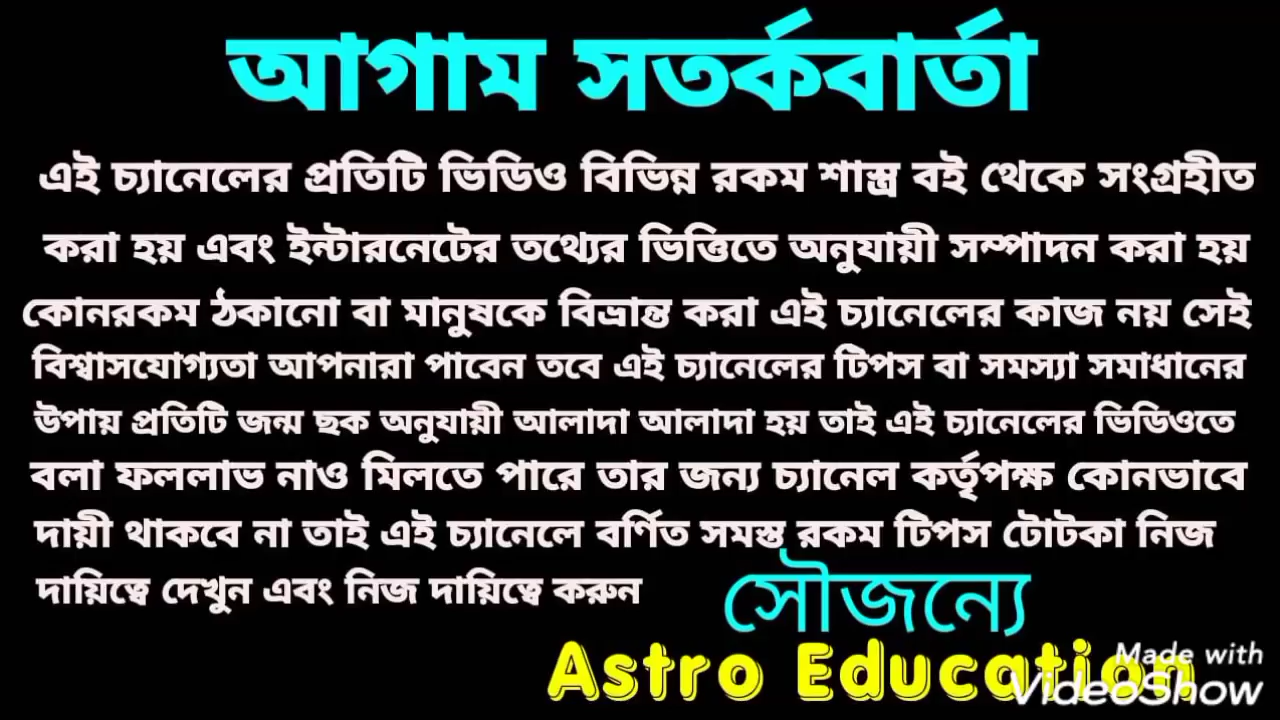 আগাম সতর্কবার্তা
এই চ্যানেলের প্রতিটি ভিডিও বিভিন্ন রকম শাস্ত্র বই থেকে সংগ্রহীত
করা হয় এবং ইন্টারনেটের তথ্যের ভিত্তিতে অনুযায়ী সম্পাদন করা হয়
কোনরকম ঠকানো বা মানুষকে বিভ্রান্ত করা এই চ্যানেলের কাজ নয় সেই
বিশ্বাসযোগ্যতা আপনারা পাবেন তবে এই চ্যানেলের টিপস বা সমস্যা সমাধানের
উপায় প্রতিটি জন্ম ছক অনুযায়ী আলাদা আলাদা হয় তাই এই চ্যানেলের ভিডিওতে
বলা ফললাভ নাও মিলতে পারে তার জন্য চ্যানেল কর্তৃপক্ষ কোনভাবে
দায়ী থাকবে না তাই এই চ্যানেলে বর্ণিত সমস্ত রকম টিপস টোটকা নিজ
দায়িত্বে দেখুন এবং নিজ দায়িত্বে করুন
সৌজন্যে
Astro Education
Made with
VideoShow